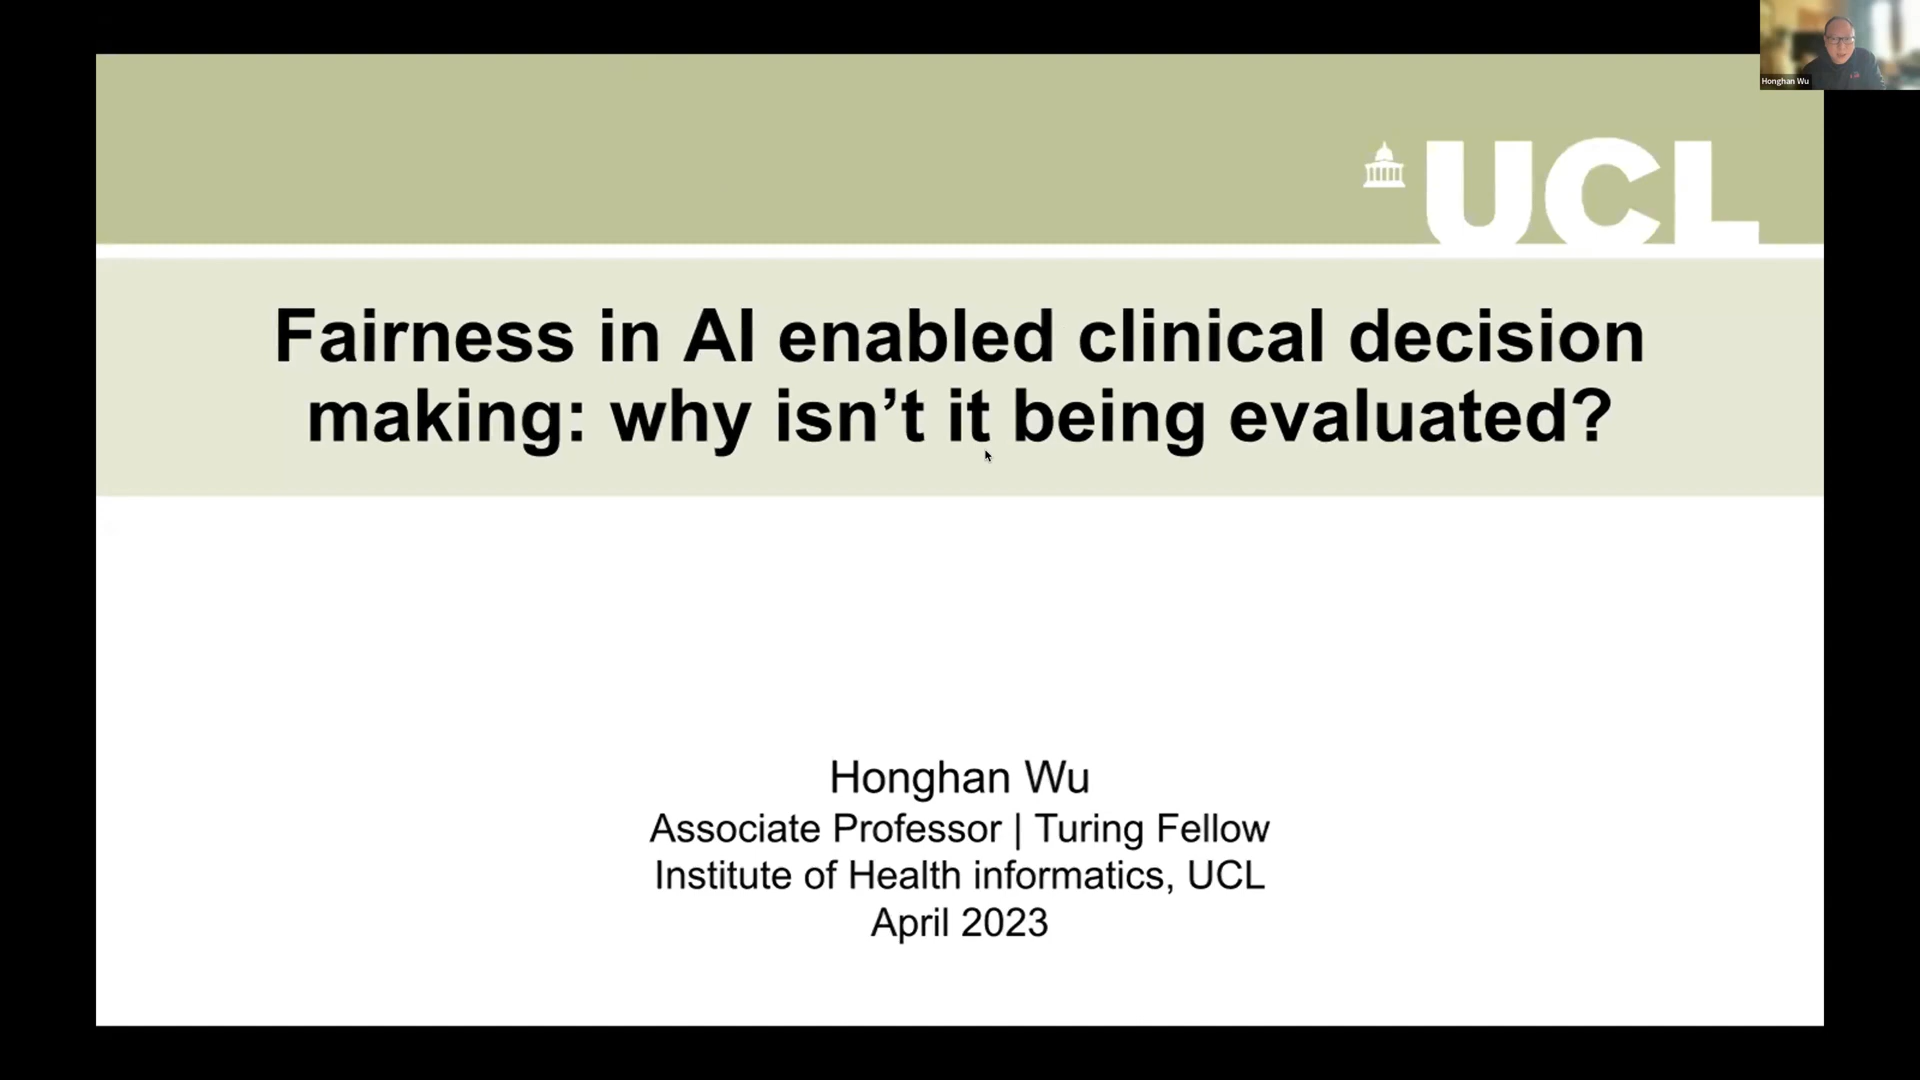 Honghan Wu
UCL
Fairness in AI enabled clinical decision
making: why isn’t it being evaluated?
Honghan Wu
Associate Professor | Turing Fellow
Institute of Health informatics, UCL
April 2023